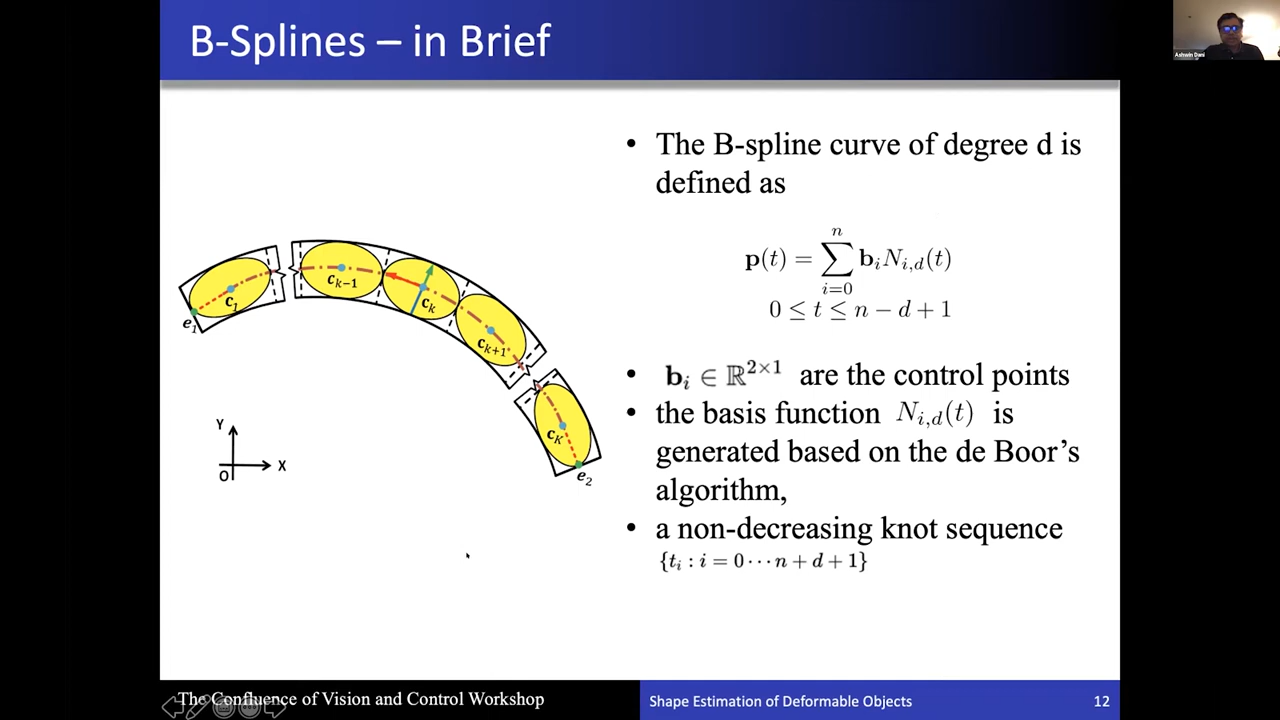 B-Splines – in Brief
Ashwin Dani
• The B-spline curve of degree d is
defined as
p(t) = ∑_{i=0}^{n} b_i N_{i,d}(t)
0 ≤ t ≤ n − d + 1
• b_i ∈ ℝ^{2×1} are the control points
• the basis function N_{i,d}(t) is
generated based on the de Boor’s
algorithm,
• a non-decreasing knot sequence
{t_i : i = 0 ⋯ n + d + 1}
e_1
c_1
c_{k−1}
c_k
c_{k+1}
c_K
e_2
Y
O
X
The Confluence of Vision and Control Workshop
Shape Estimation of Deformable Objects
12